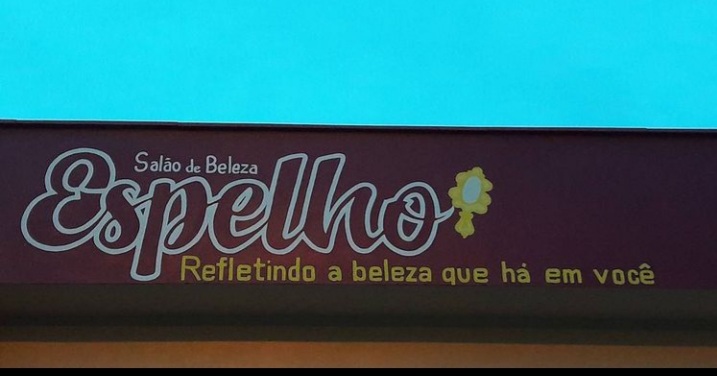 Salão de Beleza
Espelho
Refletindo a beleza que há em você